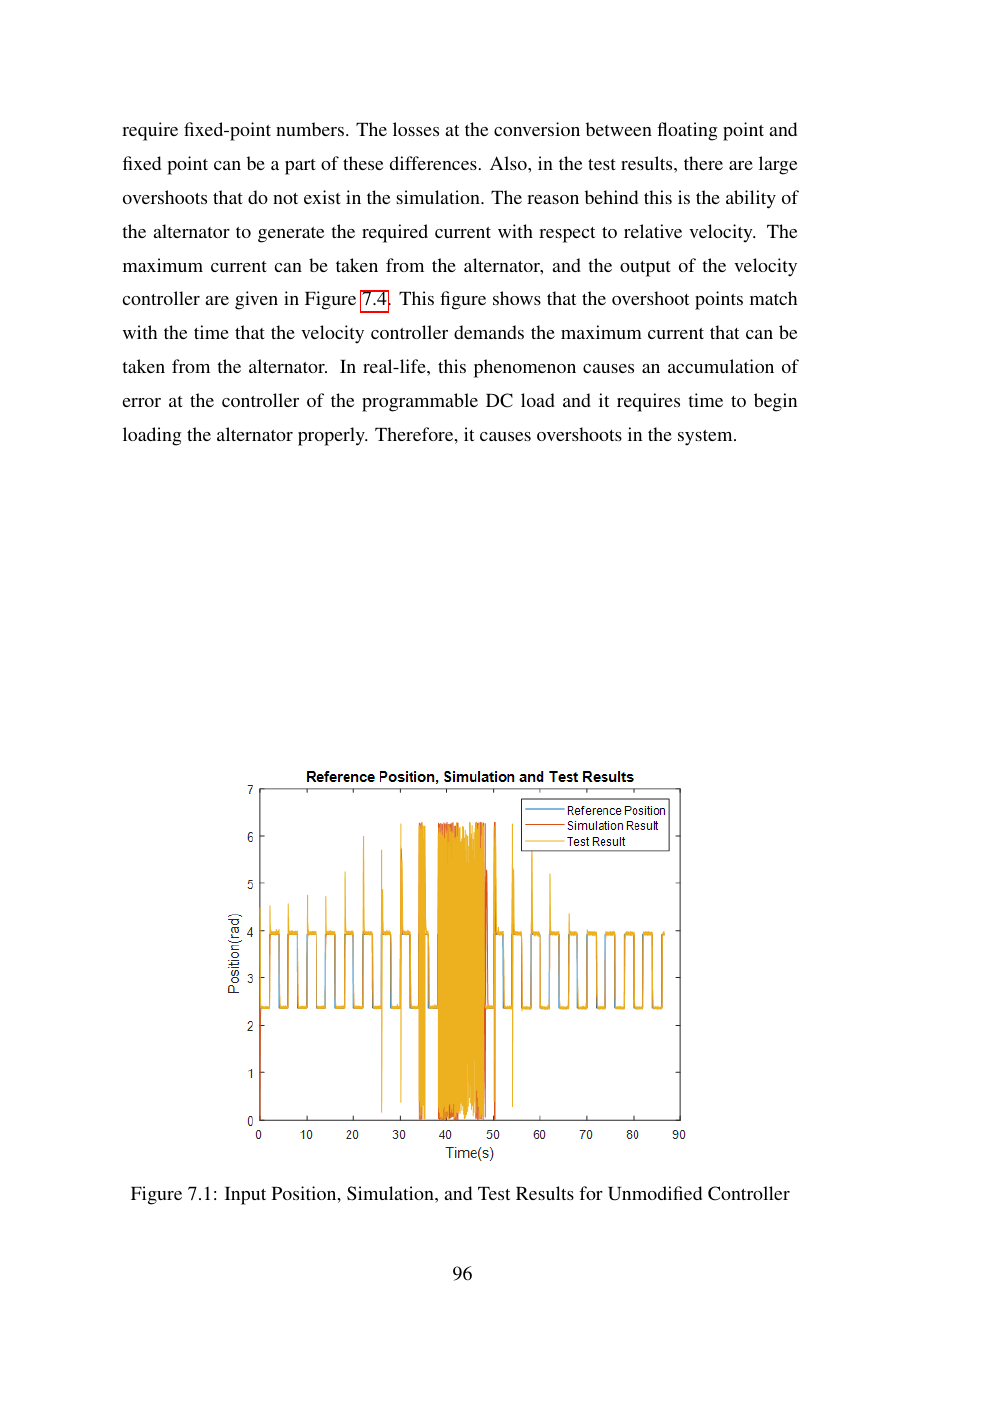 require fixed-point numbers. The losses at the conversion between floating point and
fixed point can be a part of these differences. Also, in the test results, there are large
overshoots that do not exist in the simulation. The reason behind this is the ability of
the alternator to generate the required current with respect to relative velocity. The
maximum current can be taken from the alternator, and the output of the velocity
controller are given in Figure 7.4. This figure shows that the overshoot points match
with the time that the velocity controller demands the maximum current that can be
taken from the alternator. In real-life, this phenomenon causes an accumulation of
error at the controller of the programmable DC load and it requires time to begin
loading the alternator properly. Therefore, it causes overshoots in the system.
Reference Position, Simulation and Test Results
Reference Position
Simulation Result
Test Result
Position(rad)
7
6
5
4
3
2
1
0
0 10 20 30 40 50 60 70 80 90
Time(s)
Figure 7.1: Input Position, Simulation, and Test Results for Unmodified Controller
96